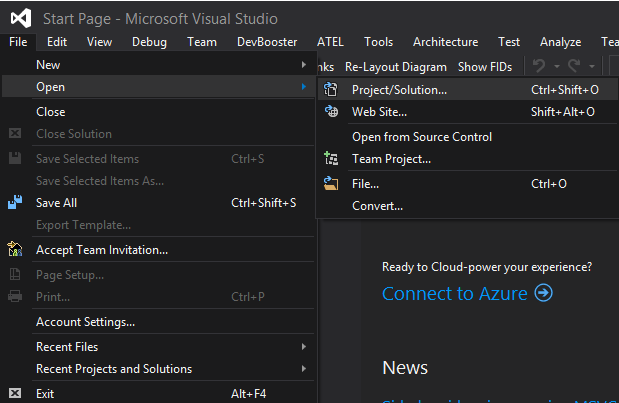 Start Page - Microsoft Visual Studio
File Edit View Debug Team DevBooster ATEL Tools Architecture Test Analyze
New
Open
Close
Close Solution
Save Selected Items Ctrl+S
Save Selected Items As...
Save All Ctrl+Shift+S
Export Template...
Accept Team Invitation...
Page Setup...
Print... Ctrl+P
Account Settings...
Recent Files
Recent Projects and Solutions
Exit Alt+F4
Re-Layout Diagram Show FIDs
Project/Solution... Ctrl+Shift+O
Web Site... Shift+Alt+O
Open from Source Control
Team Project...
File... Ctrl+O
Convert...
Ready to Cloud-power your experience?
Connect to Azure
News